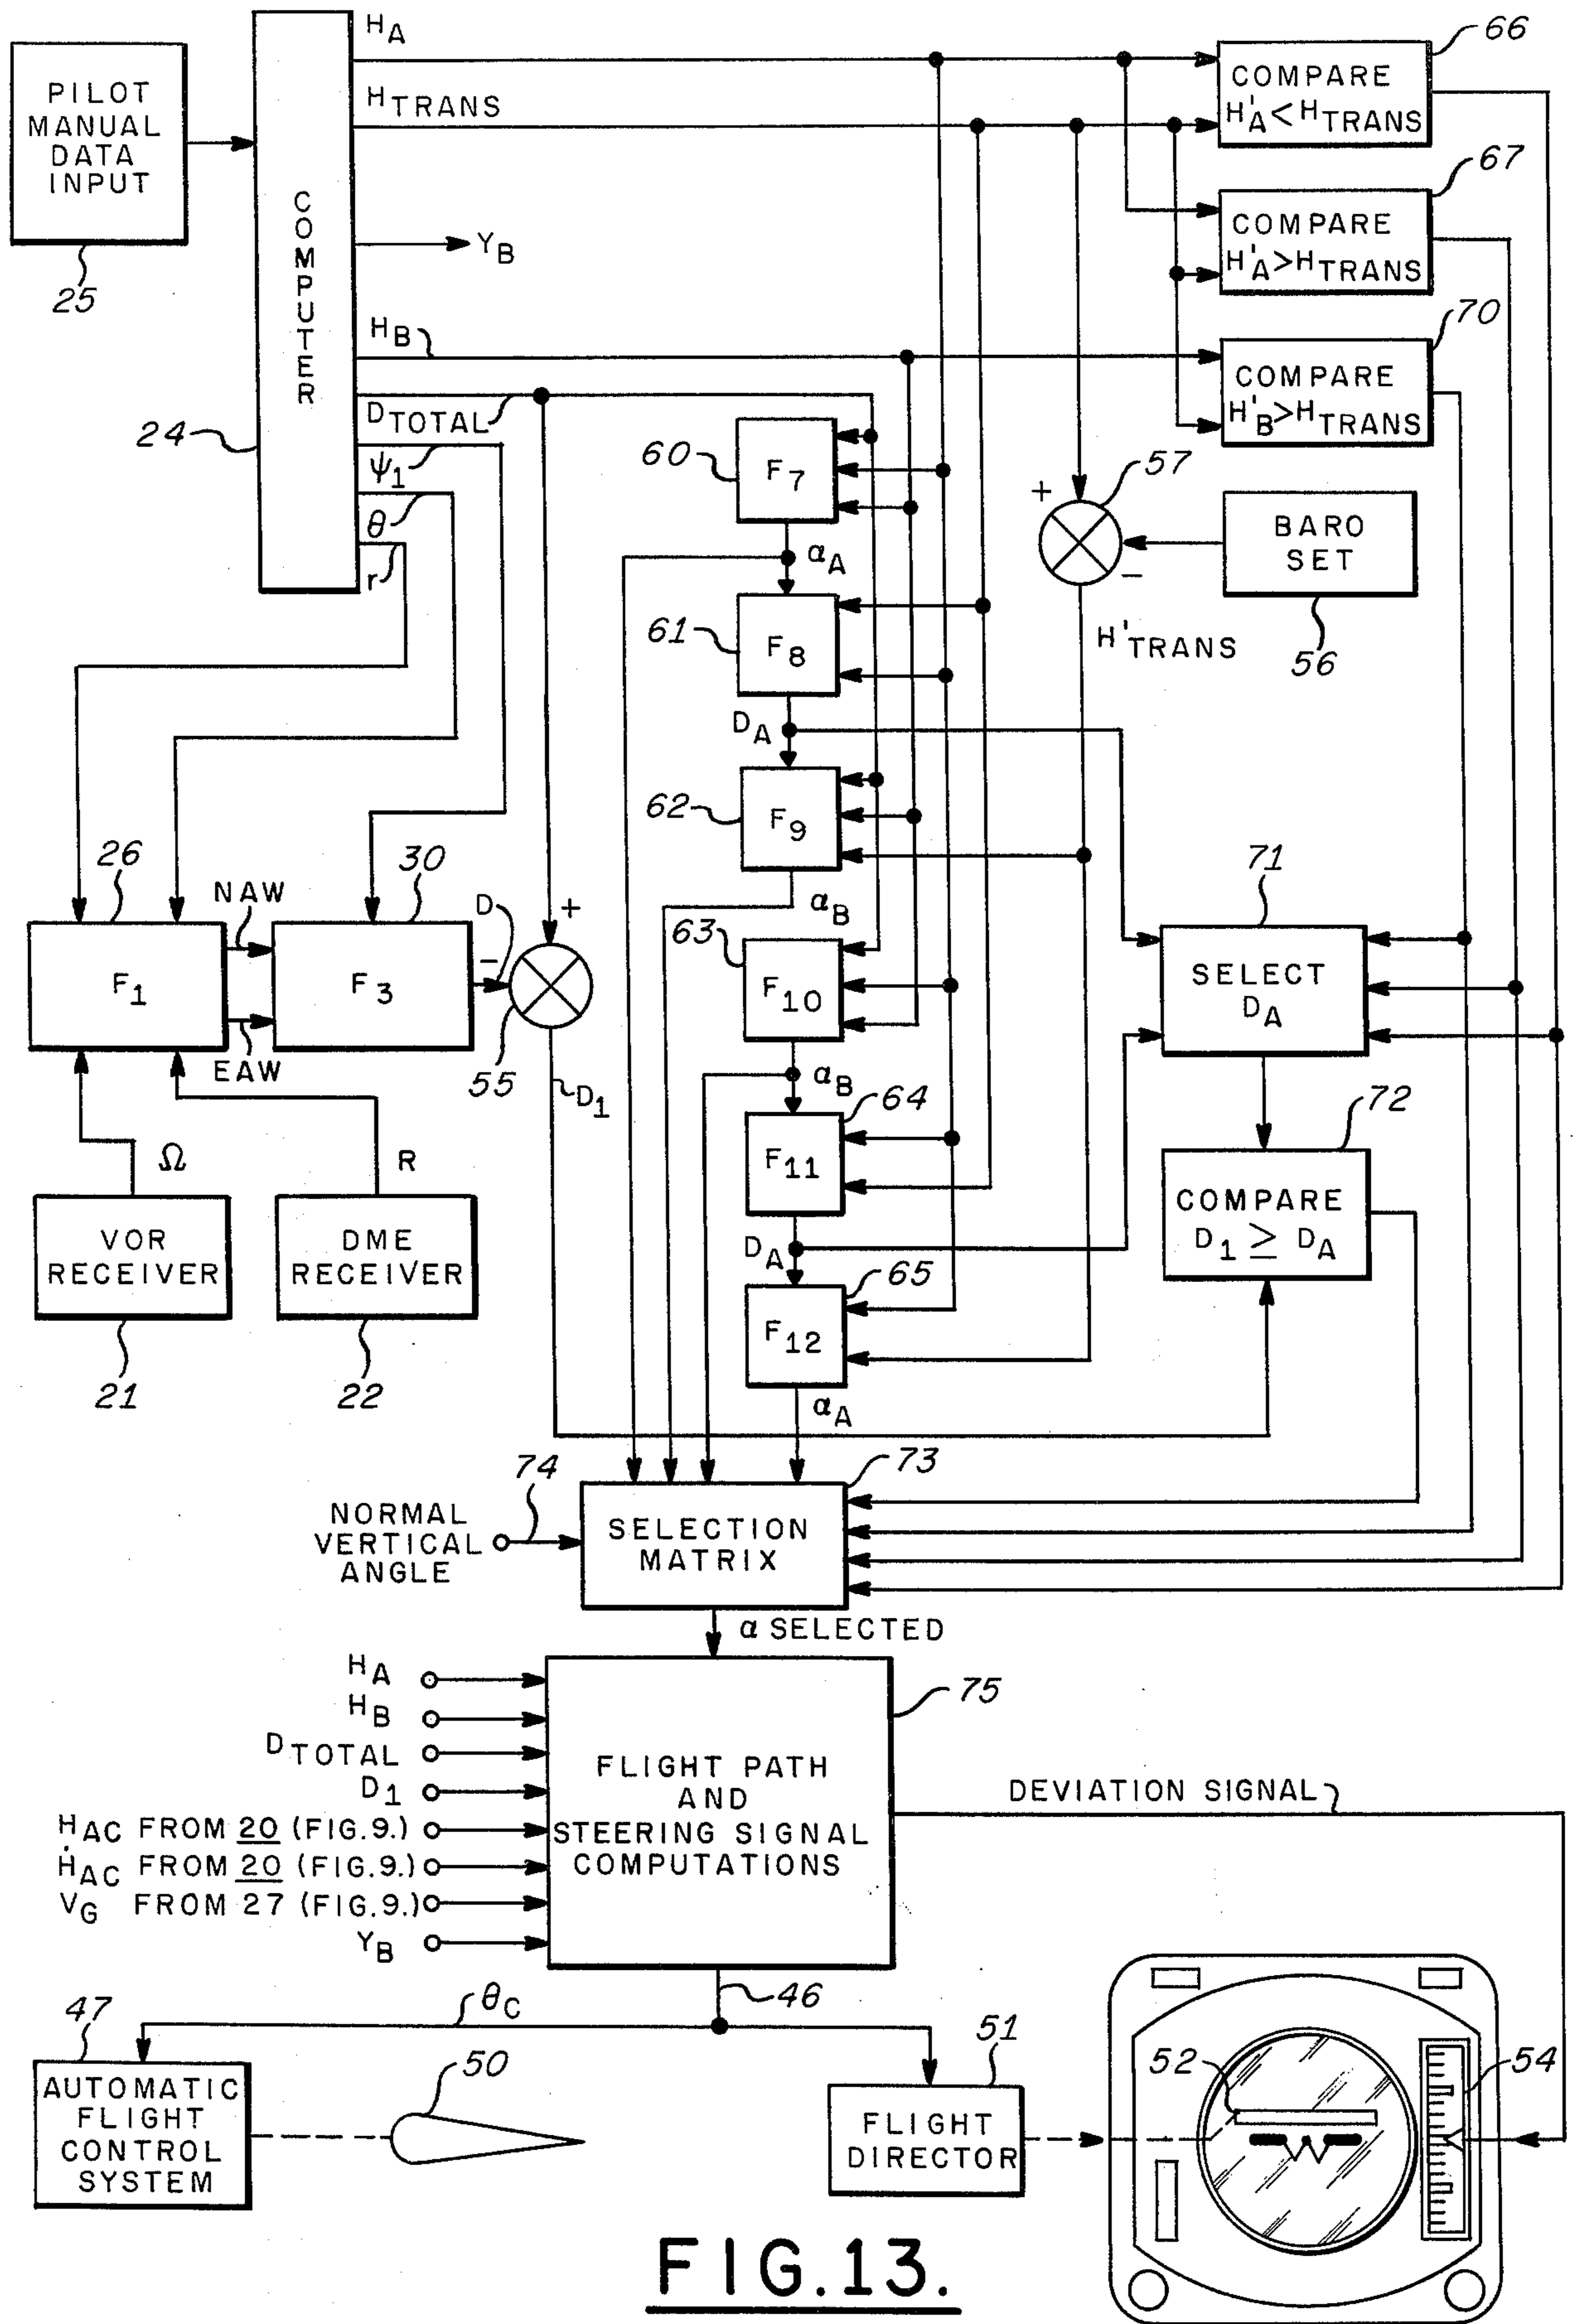 H_A
66
PILOT
MANUAL
DATA
INPUT
H_TRANS
COMPARE
H'_A < H_TRANS
67
COMPUTER
COMPARE
H'_A > H_TRANS
25
Y_B
70
H_B
COMPARE
H'_B > H_TRANS
D_TOTAL
24
ψ_1
60
F_7
57
+
−
BARO
SET
θ
r
α_A
61
F_8
H'_TRANS
56
D_A
62
F_9
26
30
71
NAW
D
+
−
α_B
63
F_1
F_3
F_10
SELECT
D_A
EAW
55
D_1
α_B
64
72
Ω
R
F_11
COMPARE
D_1 ≥ D_A
VOR
RECEIVER
DME
RECEIVER
D_A
65
F_12
21
22
α_A
74
73
NORMAL
VERTICAL
ANGLE
SELECTION
MATRIX
α SELECTED
H_A
75
H_B
D_TOTAL
D_1
FLIGHT PATH
AND
STEERING SIGNAL
COMPUTATIONS
DEVIATION SIGNAL
H_AC FROM 20 (FIG.9.)
Ḣ_AC FROM 20 (FIG.9.)
V_G FROM 27 (FIG.9.)
Y_B
46
θ_C
47
50
51
52
54
AUTOMATIC
FLIGHT
CONTROL
SYSTEM
FLIGHT
DIRECTOR
FIG.13.